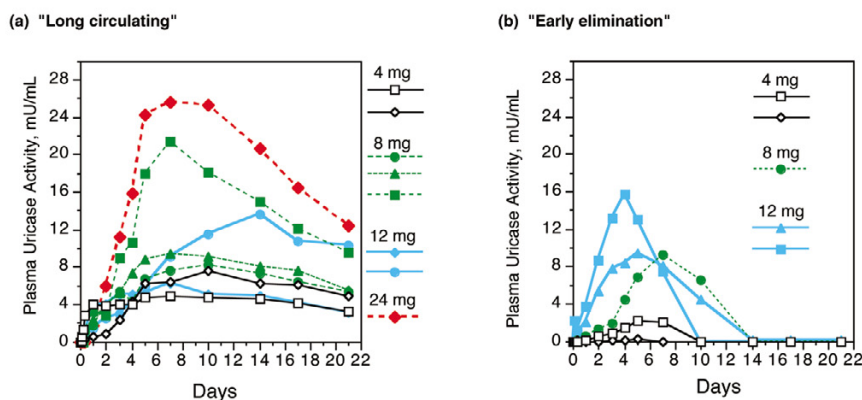 (a) "Long circulating"
(b) "Early elimination"
Plasma Uricase Activity, mU/mL
28
24
20
16
12
8
4
0
0 2 4 6 8 10 12 14 16 18 20 22
Days
4 mg
8 mg
12 mg
24 mg
Plasma Uricase Activity, mU/mL
28
24
20
16
12
8
4
0
0 2 4 6 8 10 12 14 16 18 20 22
Days
4 mg
8 mg
12 mg